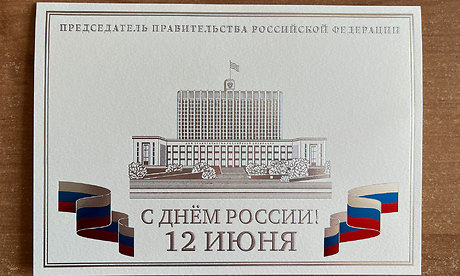 ПРЕДСЕДАТЕЛЬ ПРАВИТЕЛЬСТВА РОССИЙСКОЙ ФЕДЕРАЦИИ
С ДНЁМ РОССИИ!
12 ИЮНЯ